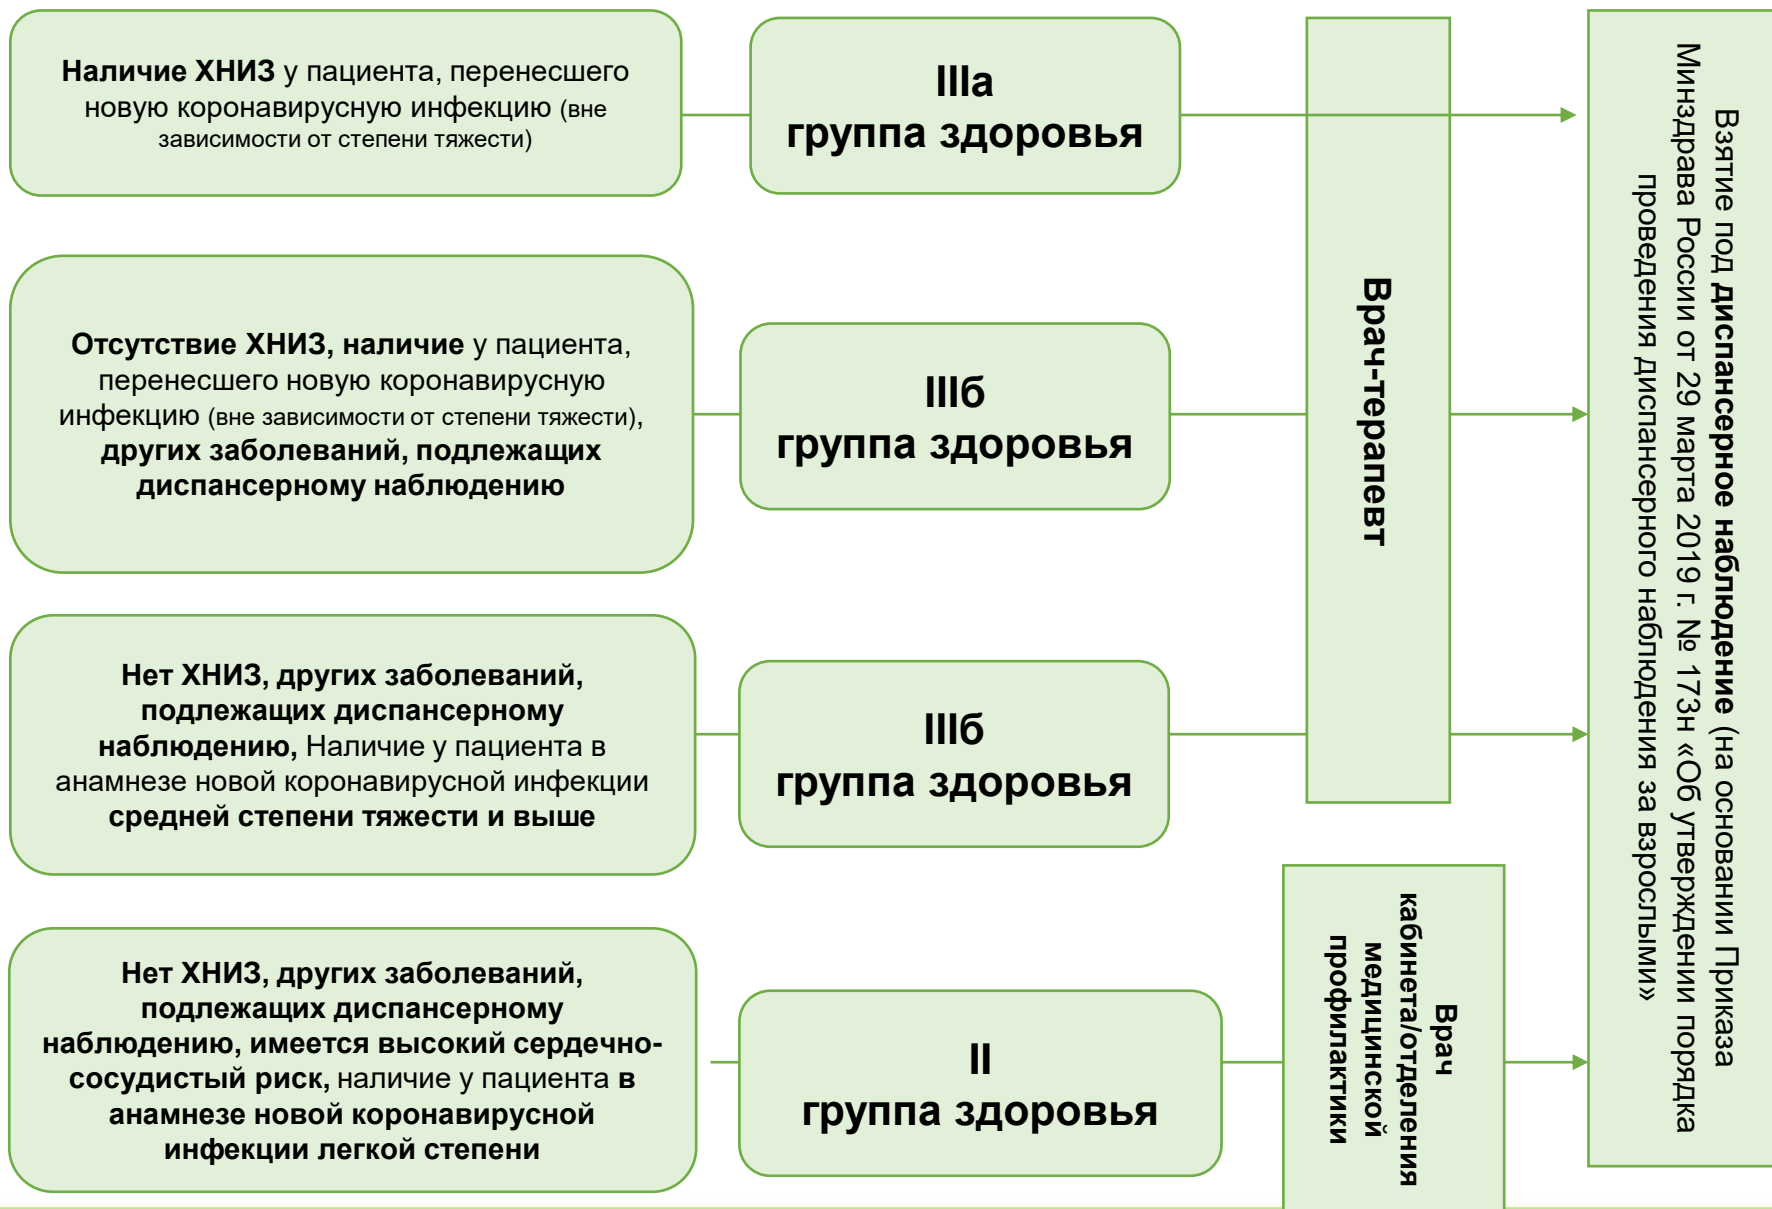 Наличие ХНИЗ у пациента, перенесшего
новую коронавирусную инфекцию (вне
зависимости от степени тяжести)
IIIа
группа здоровья
Отсутствие ХНИЗ, наличие у пациента,
перенесшего новую коронавирусную
инфекцию (вне зависимости от степени тяжести),
других заболеваний, подлежащих
диспансерному наблюдению
IIIб
группа здоровья
Нет ХНИЗ, других заболеваний,
подлежащих диспансерному
наблюдению, Наличие у пациента в
анамнезе новой коронавирусной инфекции
средней степени тяжести и выше
IIIб
группа здоровья
Нет ХНИЗ, других заболеваний,
подлежащих диспансерному
наблюдению, имеется высокий сердечно-
сосудистый риск, наличие у пациента в
анамнезе новой коронавирусной
инфекции легкой степени
II
группа здоровья
Врач-терапевт
Врач
кабинета/отделения
медицинской
профилактики
Взятие под диспансерное наблюдение (на основании Приказа
Минздрава России от 29 марта 2019 г. № 173н «Об утверждении порядка
проведения диспансерного наблюдения за взрослыми»